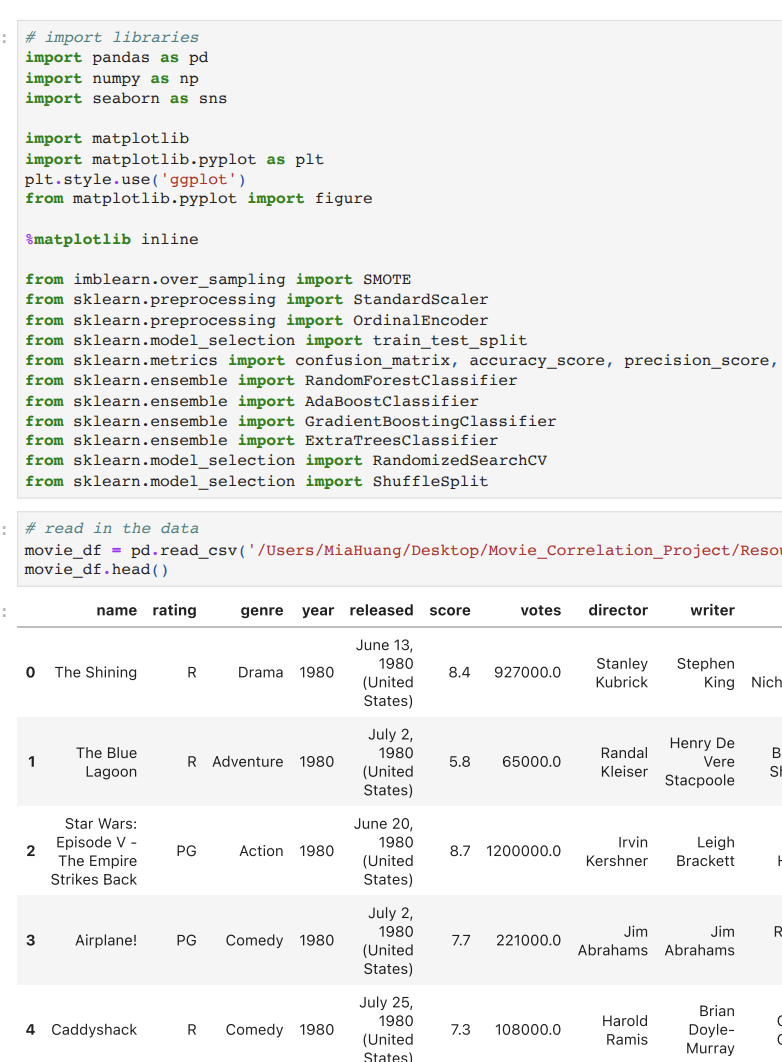 # import libraries
import pandas as pd
import numpy as np
import seaborn as sns
import matplotlib
import matplotlib.pyplot as plt
plt.style.use('ggplot')
from matplotlib.pyplot import figure
%matplotlib inline
from imblearn.over_sampling import SMOTE
from sklearn.preprocessing import StandardScaler
from sklearn.preprocessing import OrdinalEncoder
from sklearn.model_selection import train_test_split
from sklearn.metrics import confusion_matrix, accuracy_score, precision_score,
from sklearn.ensemble import RandomForestClassifier
from sklearn.ensemble import AdaBoostClassifier
from sklearn.ensemble import GradientBoostingClassifier
from sklearn.ensemble import ExtraTreesClassifier
from sklearn.model_selection import RandomizedSearchCV
from sklearn.model_selection import ShuffleSplit
# read in the data
movie_df = pd.read_csv('/Users/MiaHuang/Desktop/Movie_Correlation_Project/Resou
movie_df.head()
name rating genre year released score votes director writer
0 The Shining R Drama 1980 June 13, 1980 (United States) 8.4 927000.0 Stanley Kubrick Stephen King Nich
1 The Blue Lagoon R Adventure 1980 July 2, 1980 (United States) 5.8 65000.0 Randal Kleiser Henry De Vere Stacpoole
2 Star Wars: Episode V - The Empire Strikes Back PG Action 1980 June 20, 1980 (United States) 8.7 1200000.0 Irvin Kershner Leigh Brackett
3 Airplane! PG Comedy 1980 July 2, 1980 (United States) 7.7 221000.0 Jim Abrahams Jim Abrahams
4 Caddyshack R Comedy 1980 July 25, 1980 (United States) 7.3 108000.0 Harold Ramis Brian Doyle-Murray